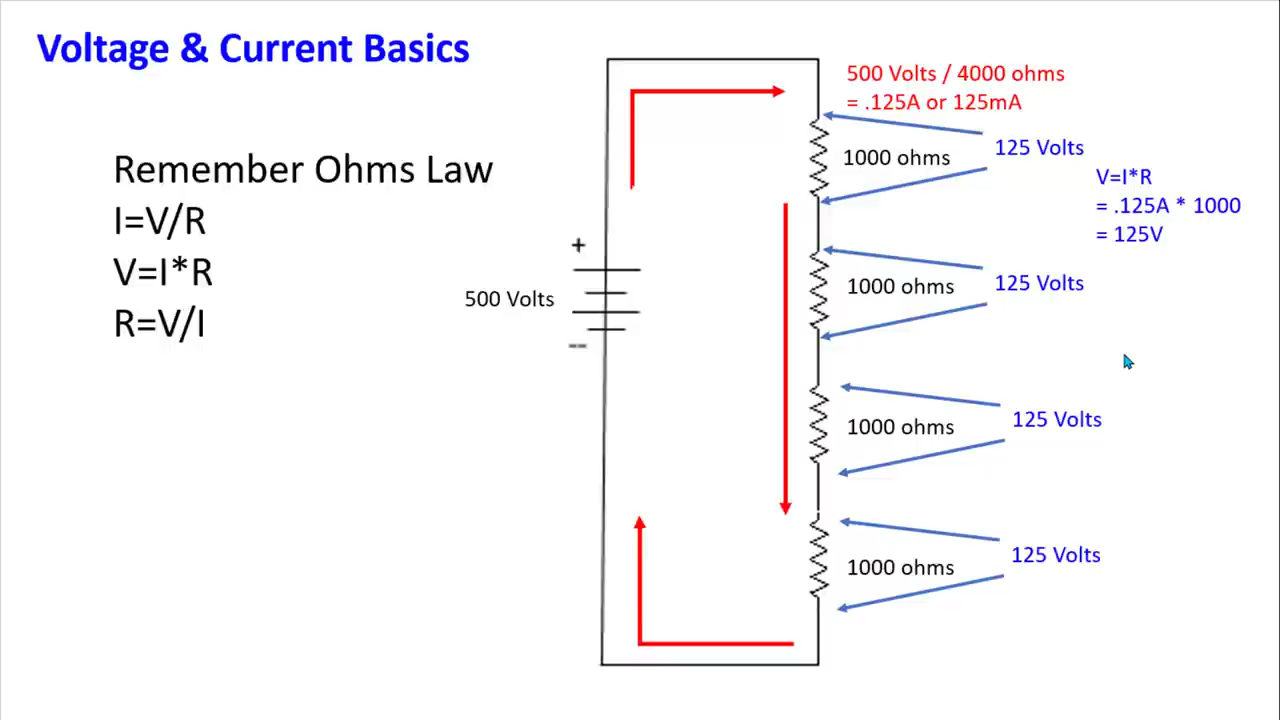 Voltage & Current Basics
Remember Ohms Law
I=V/R
V=I*R
R=V/I
+
500 Volts
--
500 Volts / 4000 ohms
= .125A or 125mA
1000 ohms
125 Volts
V=I*R
= .125A * 1000
= 125V
1000 ohms
125 Volts
1000 ohms
125 Volts
1000 ohms
125 Volts